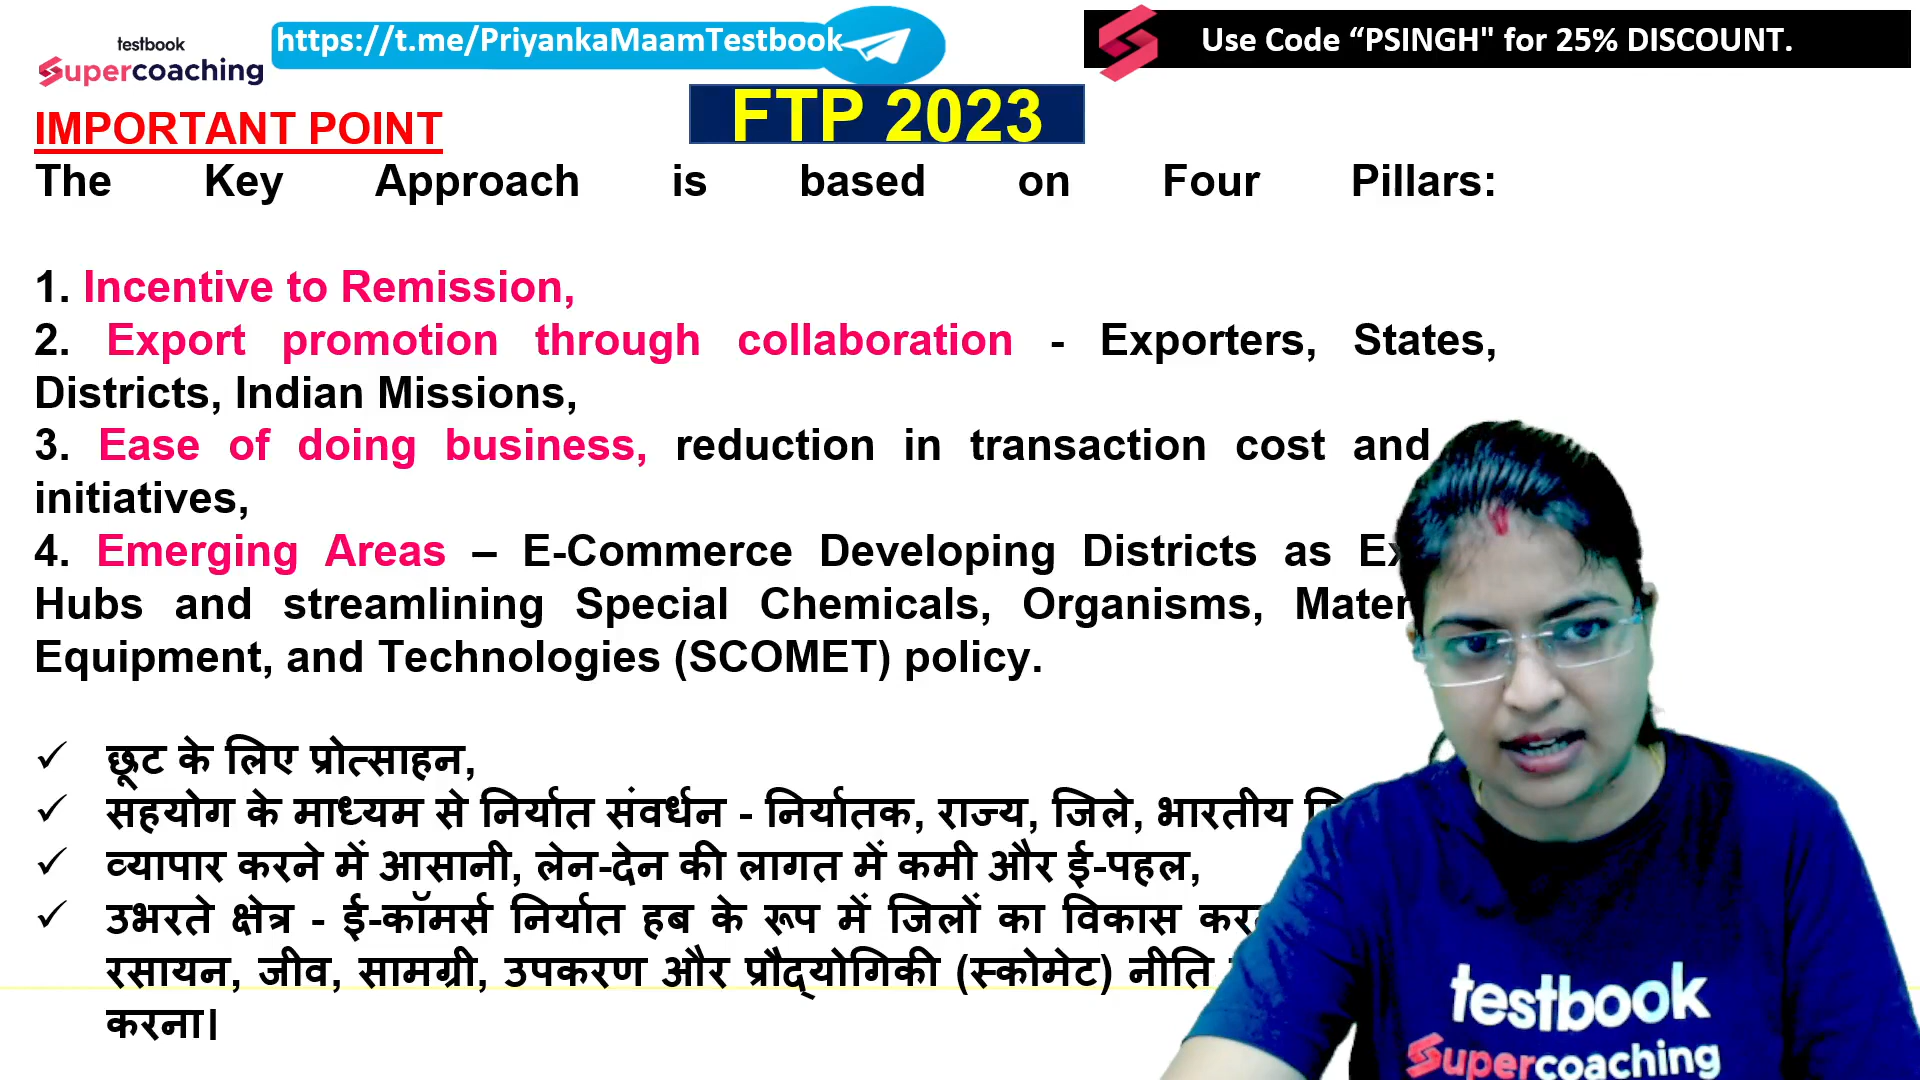 testbook
Supercoaching
https://t.me/PriyankaMaamTestbook
Use Code “PSINGH" for 25% DISCOUNT.
FTP 2023
IMPORTANT POINT
The Key Approach is based on Four Pillars:
1. Incentive to Remission,
2. Export promotion through collaboration - Exporters, States,
Districts, Indian Missions,
3. Ease of doing business, reduction in transaction cost and
initiatives,
4. Emerging Areas – E-Commerce Developing Districts as
Hubs and streamlining Special Chemicals, Organisms,
Equipment, and Technologies (SCOMET) policy.
✓ छूट के लिए प्रोत्साहन,
✓ सहयोग के माध्यम से निर्यात संवर्धन - निर्यातक, राज्य, जिले, भारतीय
✓ व्यापार करने में आसानी, लेन-देन की लागत में कमी और ई-पहल,
✓ उभरते क्षेत्र - ई-कॉमर्स निर्यात हब के रूप में जिलों का विकास
रसायन, जीव, सामग्री, उपकरण और प्रौद्योगिकी (स्कोमेट) नीति
करना।
testbook
Supercoaching